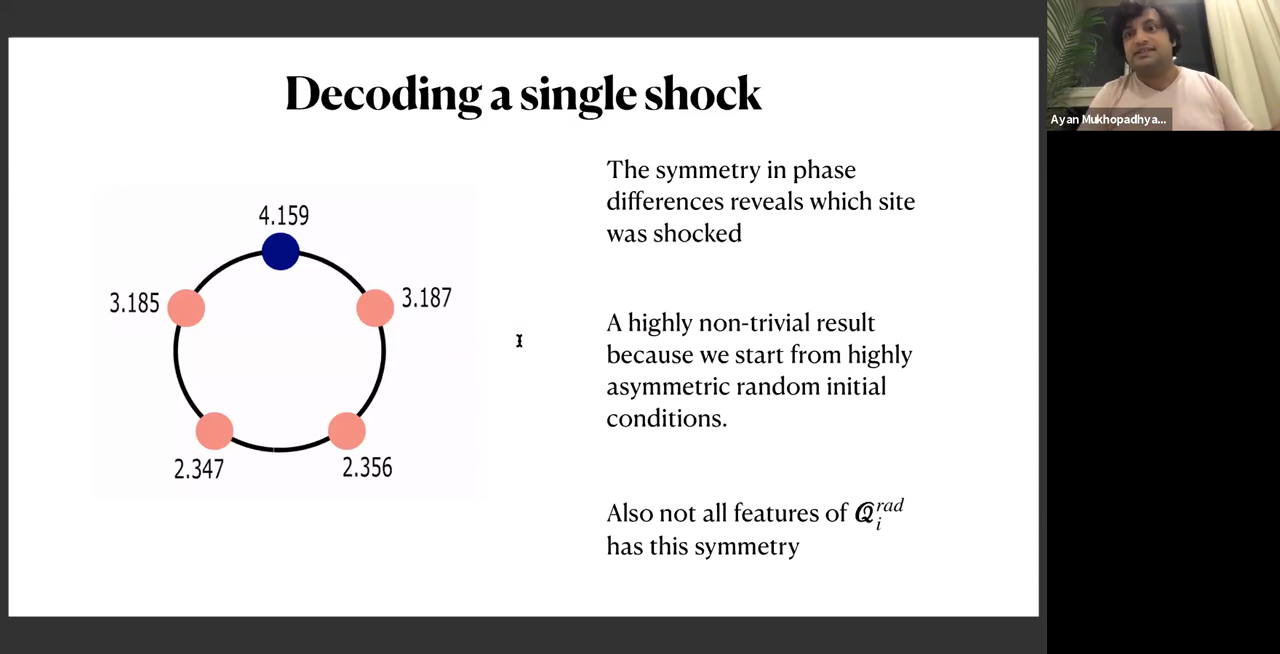 Decoding a single shock
4.159
3.185
3.187
2.347
2.356
The symmetry in phase
differences reveals which site
was shocked
A highly non-trivial result
because we start from highly
asymmetric random initial
conditions.
Also not all features of 𝓠ᵢʳᵃᵈ
has this symmetry
Ayan Mukhopadhya...